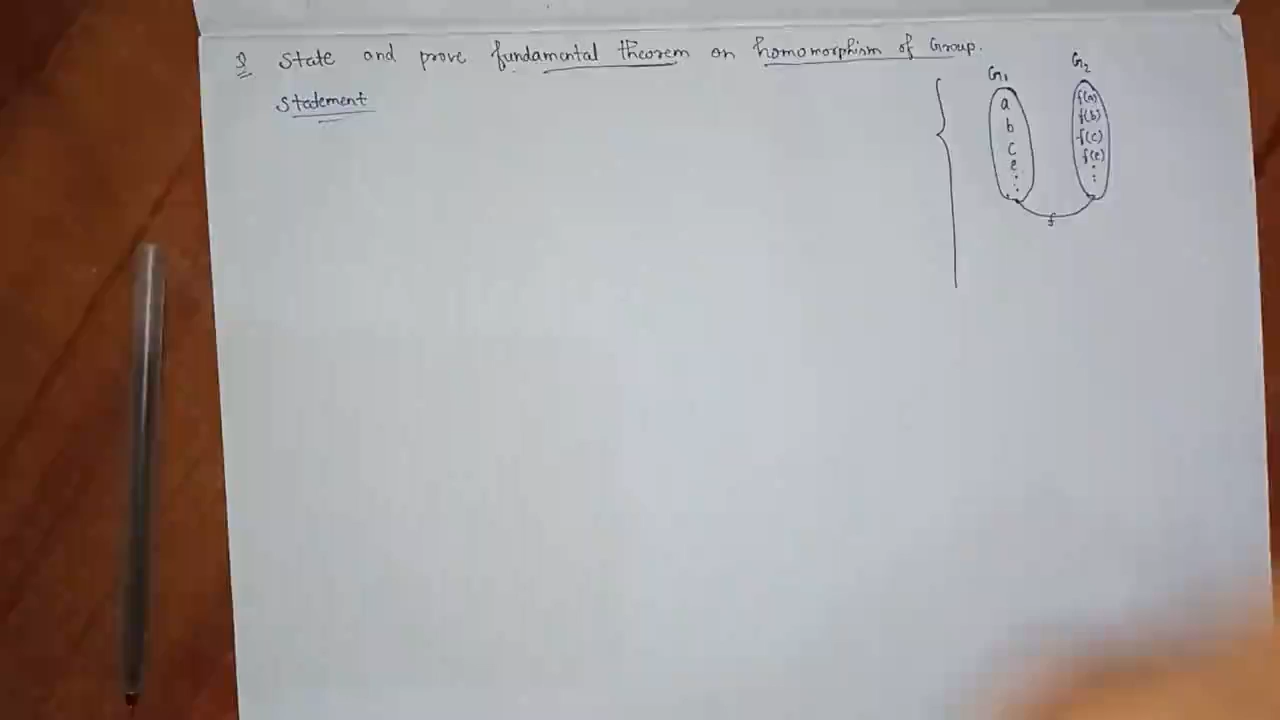 Q State and prove fundamental theorem on homomorphism of Group.
Statement
G1 G2
a f(a)
b f(b)
c f(c)
e f(e)
⋮ ⋮
f